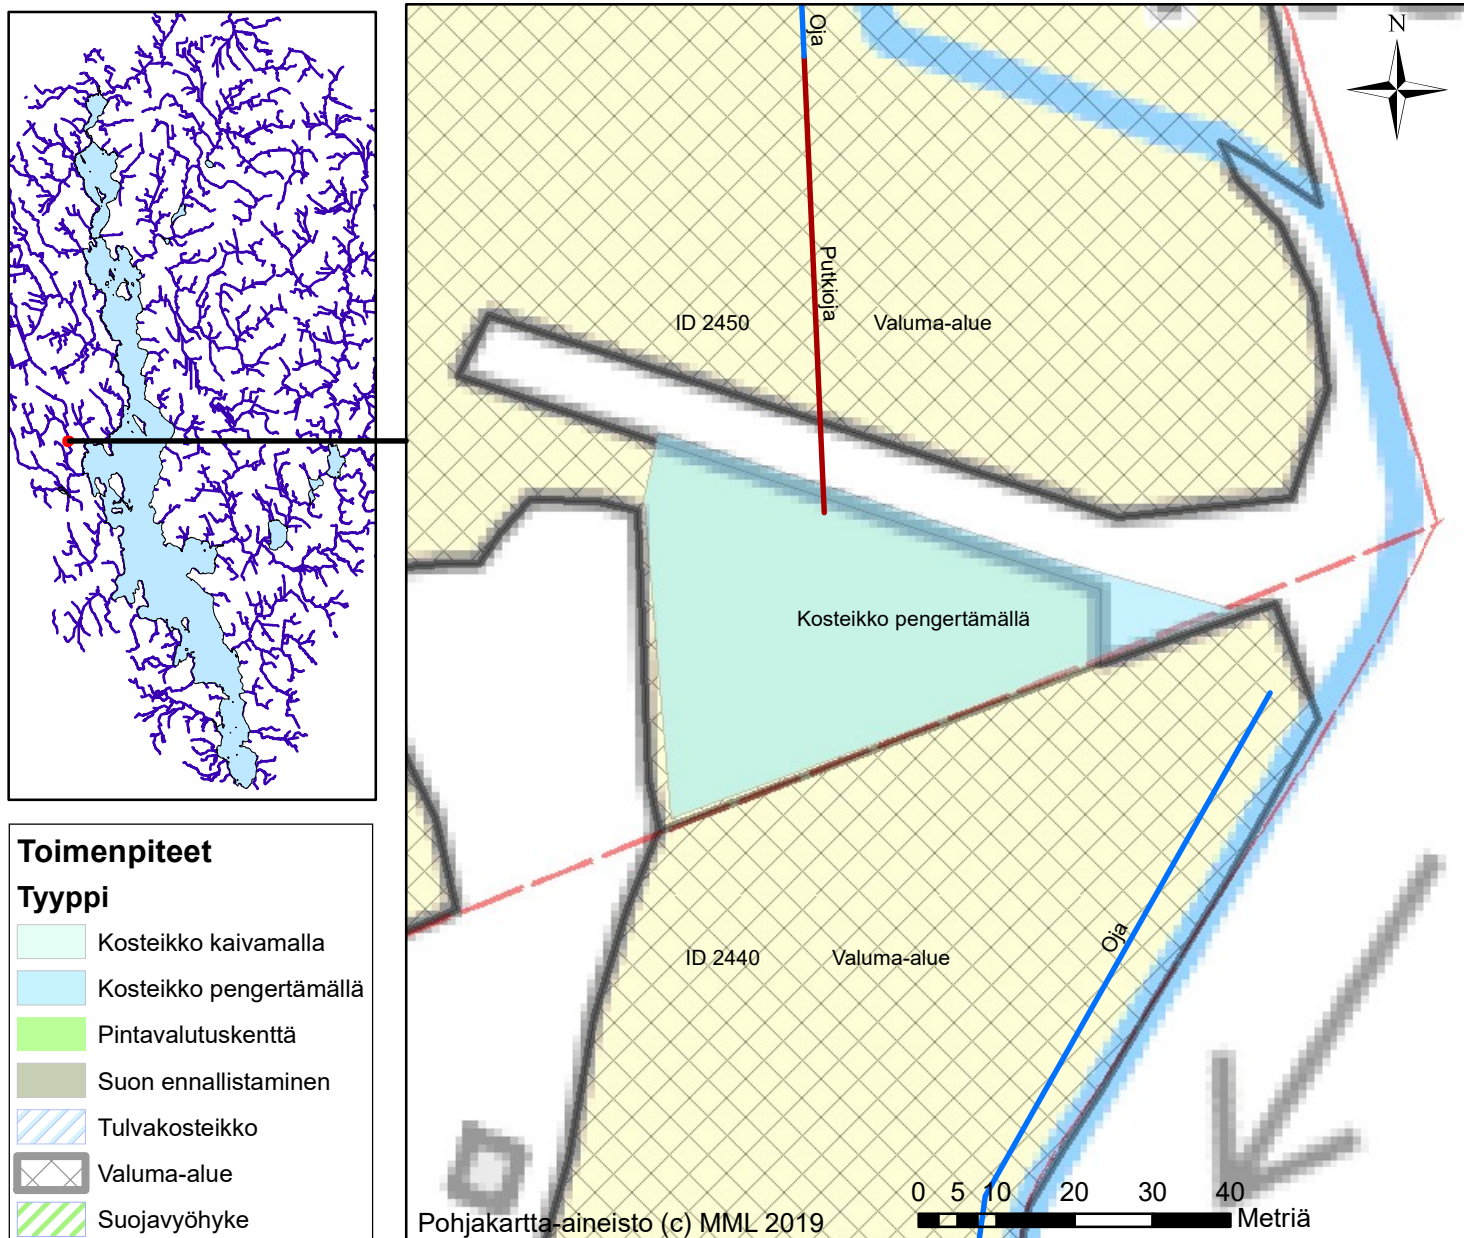 N
Oja
Putkioja
ID 2450
Valuma-alue
Kosteikko pengertämällä
ID 2440
Valuma-alue
Oja
0 5 10 20 30 40
Metriä
Pohjakartta-aineisto (c) MML 2019
Toimenpiteet
Tyyppi
Kosteikko kaivamalla
Kosteikko pengertämällä
Pintavalutuskenttä
Suon ennallistaminen
Tulvakosteikko
Valuma-alue
Suojavyöhyke